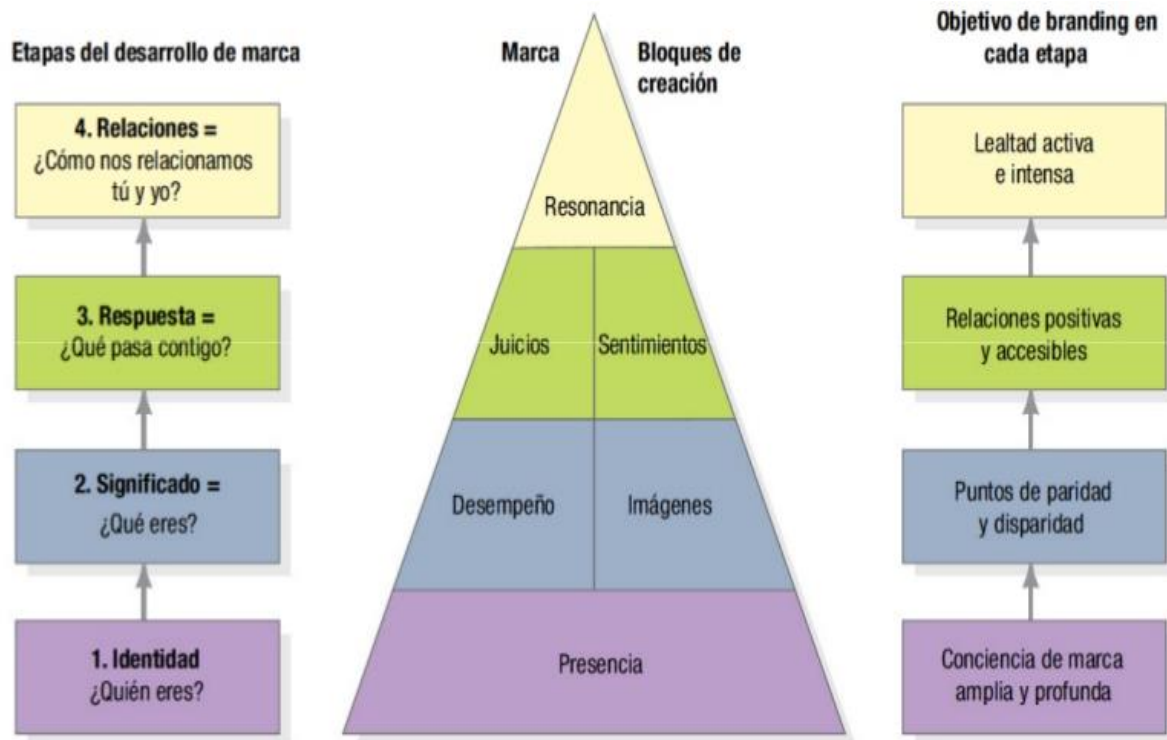 Etapas del desarrollo de marca
4. Relaciones =
¿Cómo nos relacionamos
tú y yo?
3. Respuesta =
¿Qué pasa contigo?
2. Significado =
¿Qué eres?
1. Identidad
¿Quién eres?
Marca
Bloques de
creación
Resonancia
Juicios
Sentimientos
Desempeño
Imágenes
Presencia
Objetivo de branding en
cada etapa
Lealtad activa
e intensa
Relaciones positivas
y accesibles
Puntos de paridad
y disparidad
Conciencia de marca
amplia y profunda